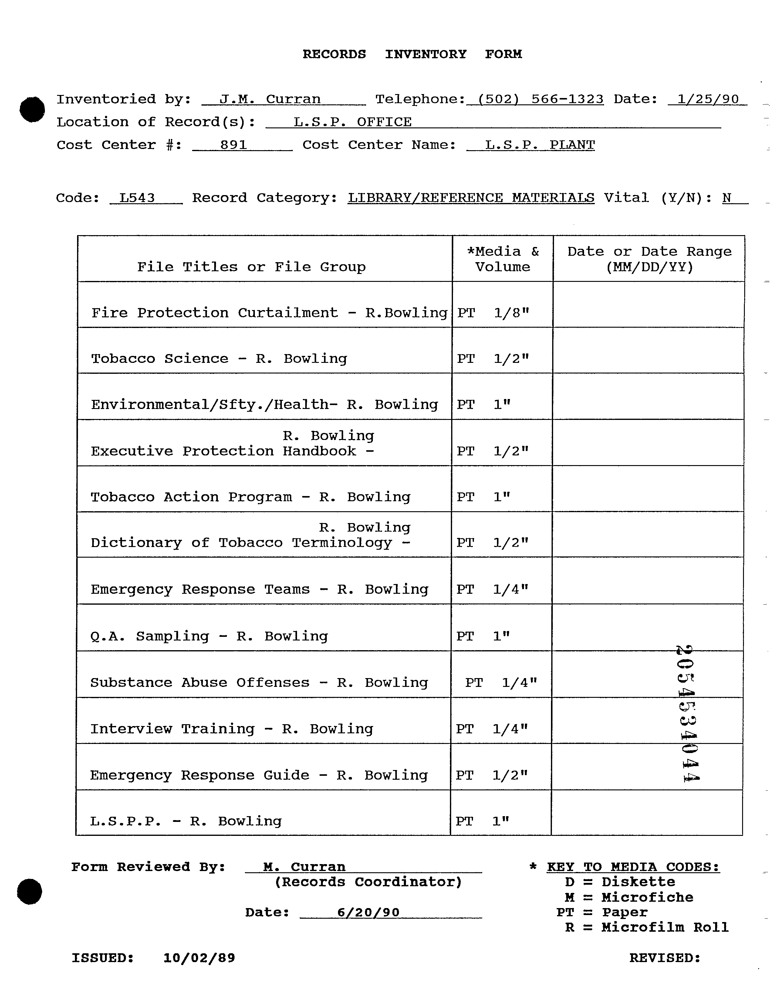 RECORDS INVENTORY FORM
Inventoried by: J.M. Curran Telephone: (502) 566-1323 Date: 1/25/90
Location of Record(s): L.S.P. OFFICE
Cost Center #: 891 Cost Center Name: L.S.P. PLANT
Code: L543 Record Category: LIBRARY/REFERENCE MATERIALS Vital (Y/N): N
*Media & Date or Date Range
File Titles or File Group Volume (MM/DD/YY)
Fire Protection Curtailment - R.Bowling PT 1/8"
Tobacco Science - R. Bowling PT 1/2"
Environmental/Sfty./Health- R. Bowling PT 1"
R. Bowling
Executive Protection Handbook - PT 1/2"
Tobacco Action Program - R. Bowling PT 1"
R. Bowling
Dictionary of Tobacco Terminology - PT 1/2"
Emergency Response Teams - R. Bowling PT 1/4"
Q.A. Sampling - R. Bowling PT 1"
Substance Abuse Offenses - R. Bowling PT 1/4"
Interview Training - R. Bowling PT 1/4"
Emergency Response Guide - R. Bowling PT 1/2"
L.S.P.P. - R. Bowling PT 1"
2054534044
Form Reviewed By: M. Curran * KEY TO MEDIA CODES:
(Records Coordinator) D = Diskette
M = Microfiche
Date: 6/20/90 PT = Paper
R = Microfilm Roll
ISSUED: 10/02/89 REVISED: